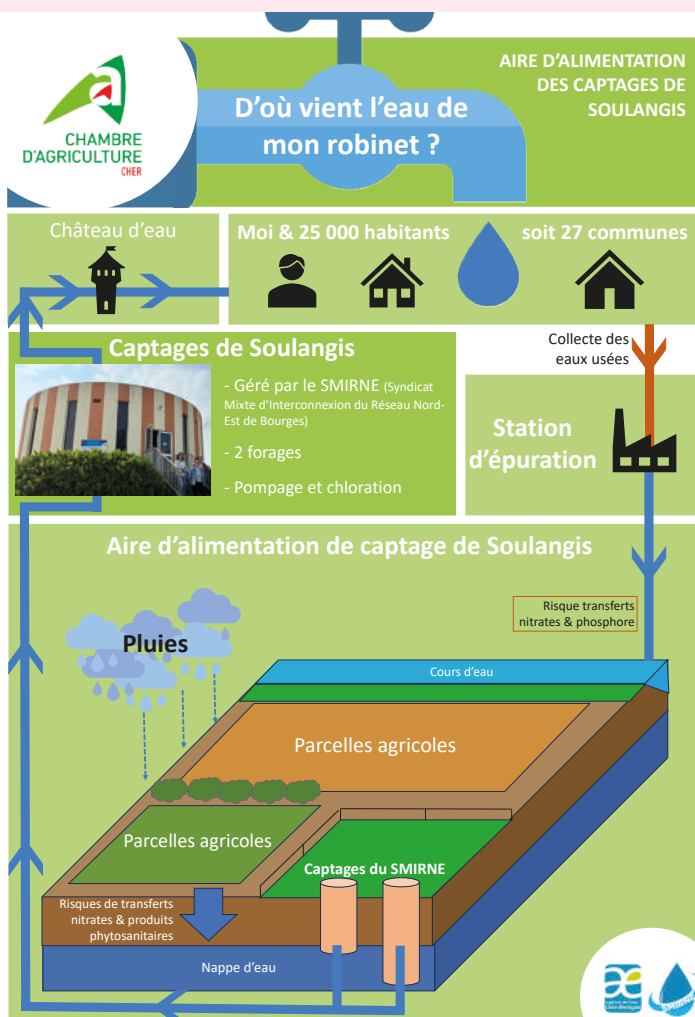 AIRE D'ALIMENTATION
DES CAPTAGES DE
SOULANGIS
D'où vient l'eau de
mon robinet ?
CHAMBRE
D'AGRICULTURE
CHER
Château d'eau
Moi & 25 000 habitants
soit 27 communes
Captages de Soulangis
- Géré par le SMIRNE (Syndicat
Mixte d'Interconnexion du Réseau Nord-
Est de Bourges)
- 2 forages
- Pompage et chloration
Collecte des
eaux usées
Station
d'épuration
Aire d'alimentation de captage de Soulangis
Risque transferts
nitrates & phosphore
Pluies
Cours d'eau
Parcelles agricoles
Parcelles agricoles
Captages du SMIRNE
Risques de transferts
nitrates & produits
phytosanitaires
Nappe d'eau
SMIRNE